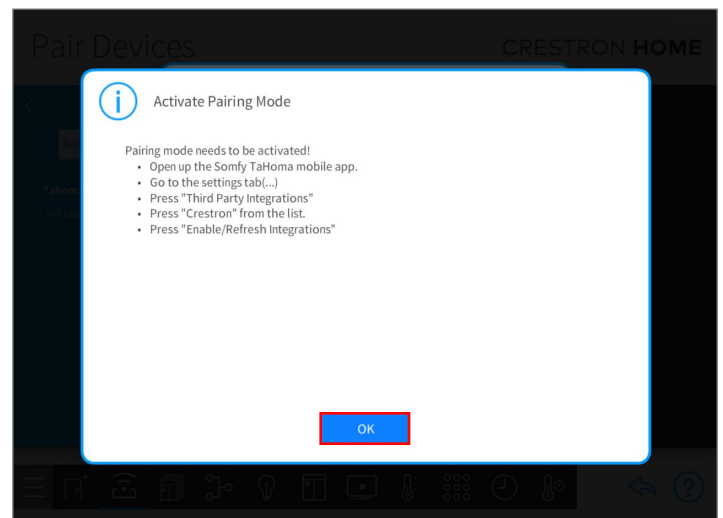 Pair Devices
CRESTRON HOME
i
Activate Pairing Mode
Pairing mode needs to be activated!
• Open up the Somfy TaHoma mobile app.
• Go to the settings tab(...)
• Press "Third Party Integrations"
• Press "Crestron" from the list.
• Press "Enable/Refresh Integrations"
Tahoma
OK
?